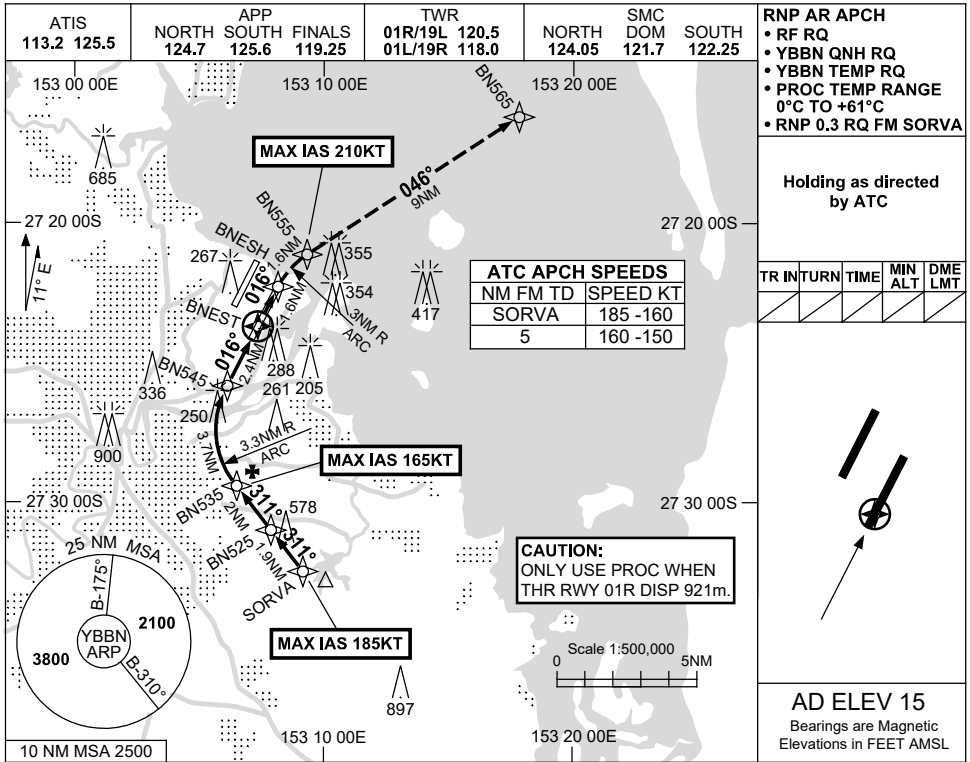 ATIS
113.2 125.5
APP
NORTH SOUTH FINALS
124.7 125.6 119.25
TWR
01R/19L 120.5
01L/19R 118.0
SMC
NORTH DOM SOUTH
124.05 121.7 122.25
RNP AR APCH
• RF RQ
• YBBN QNH RQ
• YBBN TEMP RQ
• PROC TEMP RANGE
0°C TO +61°C
• RNP 0.3 RQ FM SORVA
Holding as directed
by ATC
TR IN TURN TIME MIN ALT DME LMT
153 00 00E
153 10 00E
153 20 00E
BN565
MAX IAS 210KT
685
046°
9NM
27 20 00S
27 20 00S
BN555
BNESH
1.6NM
355
267
11° E
016°
354
1.6NM
417
BNEST
3NM R
ARC
ATC APCH SPEEDS
NM FM TD SPEED KT
SORVA 185 -160
5 160 -150
016°
2.4NM
BN545
288
336
261
205
250
900
3.7NM
3.3NM R
ARC
MAX IAS 165KT
27 30 00S
27 30 00S
BN535
311°
2NM
578
311°
BN525
1.9NM
SORVA
25 NM MSA
B-175°
YBBN
ARP
2100
3800
B-310°
10 NM MSA 2500
MAX IAS 185KT
CAUTION:
ONLY USE PROC WHEN
THR RWY 01R DISP 921m.
Scale 1:500,000
0 5NM
897
153 10 00E
153 20 00E
AD ELEV 15
Bearings are Magnetic
Elevations in FEET AMSL